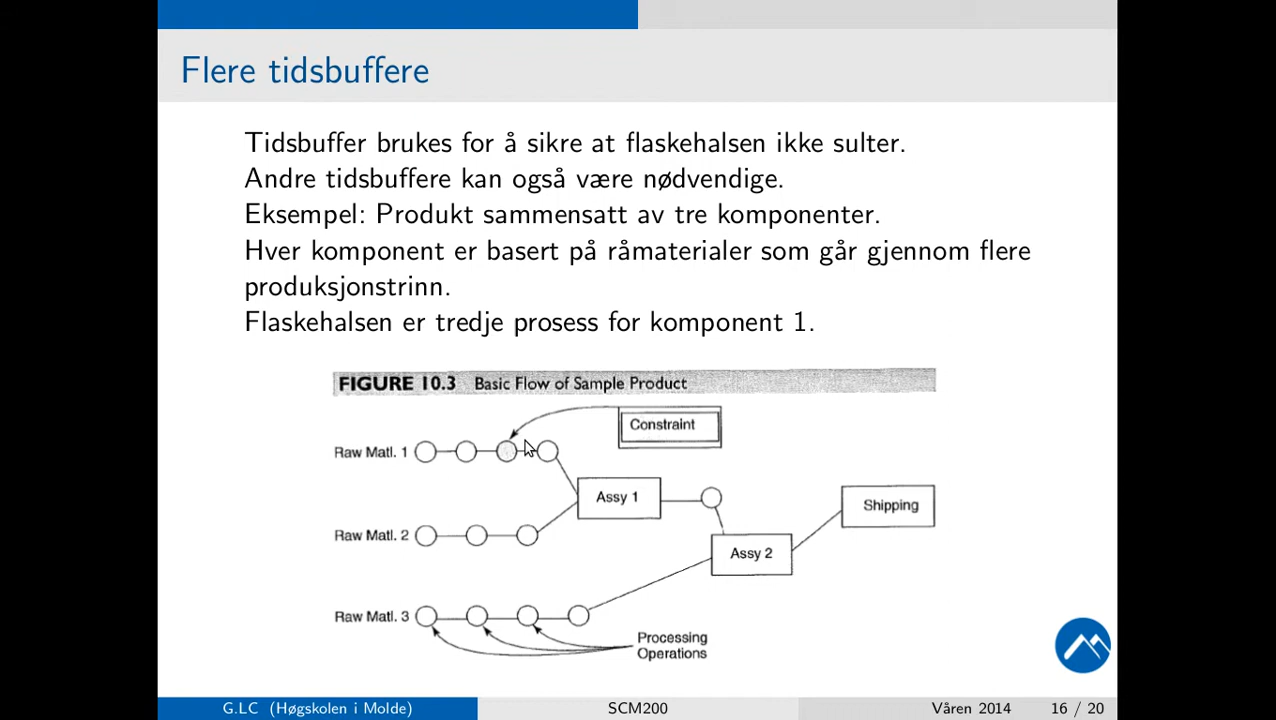 Flere tidsbuffere
Tidsbuffer brukes for å sikre at flaskehalsen ikke sulter.
Andre tidsbuffere kan også være nødvendige.
Eksempel: Produkt sammensatt av tre komponenter.
Hver komponent er basert på råmaterialer som går gjennom flere
produksjonstrinn.
Flaskehalsen er tredje prosess for komponent 1.
FIGURE 10.3 Basic Flow of Sample Product
Constraint
Raw Matl. 1
Assy 1
Shipping
Raw Matl. 2
Assy 2
Raw Matl. 3
Processing
Operations
G.LC (Høgskolen i Molde) SCM200 Våren 2014 16 / 20